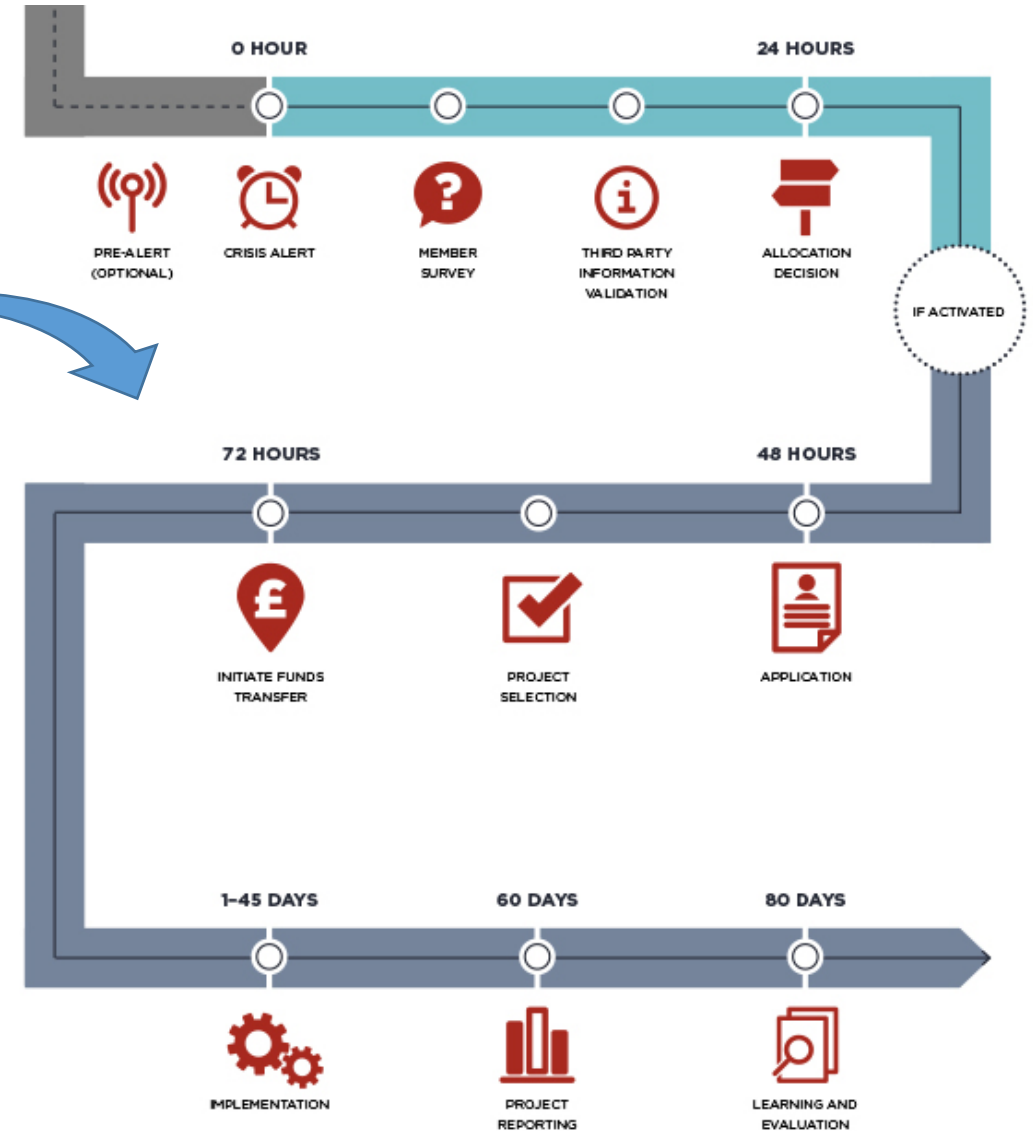 0 HOUR
24 HOURS
PRE-ALERT
(OPTIONAL)
CRISIS ALERT
MEMBER
SURVEY
THIRD PARTY
INFORMATION
VALIDATION
ALLOCATION
DECISION
IF ACTIVATED
72 HOURS
48 HOURS
£
INITIATE FUNDS
TRANSFER
PROJECT
SELECTION
APPLICATION
1–45 DAYS
60 DAYS
80 DAYS
IMPLEMENTATION
PROJECT
REPORTING
LEARNING AND
EVALUATION